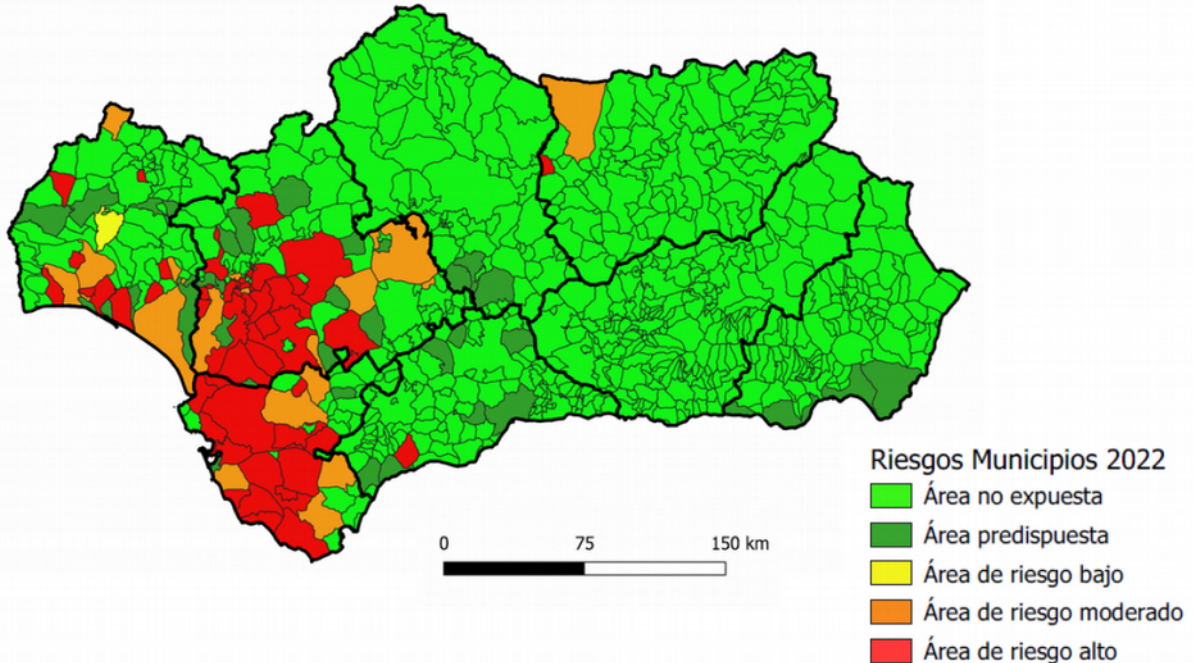 Riesgos Municipios 2022
Área no expuesta
Área predispuesta
Área de riesgo bajo
Área de riesgo moderado
Área de riesgo alto
0 75 150 km